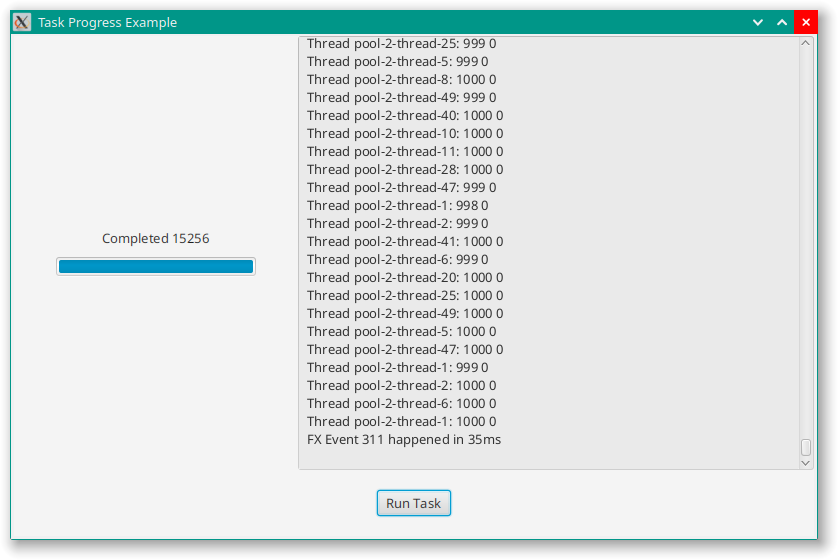 Task Progress Example
Thread pool-2-thread-25: 999 0
Thread pool-2-thread-5: 999 0
Thread pool-2-thread-8: 1000 0
Thread pool-2-thread-49: 999 0
Thread pool-2-thread-40: 1000 0
Thread pool-2-thread-10: 1000 0
Thread pool-2-thread-11: 1000 0
Thread pool-2-thread-28: 1000 0
Thread pool-2-thread-47: 999 0
Thread pool-2-thread-1: 998 0
Thread pool-2-thread-2: 999 0
Thread pool-2-thread-41: 1000 0
Thread pool-2-thread-6: 999 0
Thread pool-2-thread-20: 1000 0
Thread pool-2-thread-25: 1000 0
Thread pool-2-thread-49: 1000 0
Thread pool-2-thread-5: 1000 0
Thread pool-2-thread-47: 1000 0
Thread pool-2-thread-1: 999 0
Thread pool-2-thread-2: 1000 0
Thread pool-2-thread-6: 1000 0
Thread pool-2-thread-1: 1000 0
FX Event 311 happened in 35ms
Completed 15256
Run Task